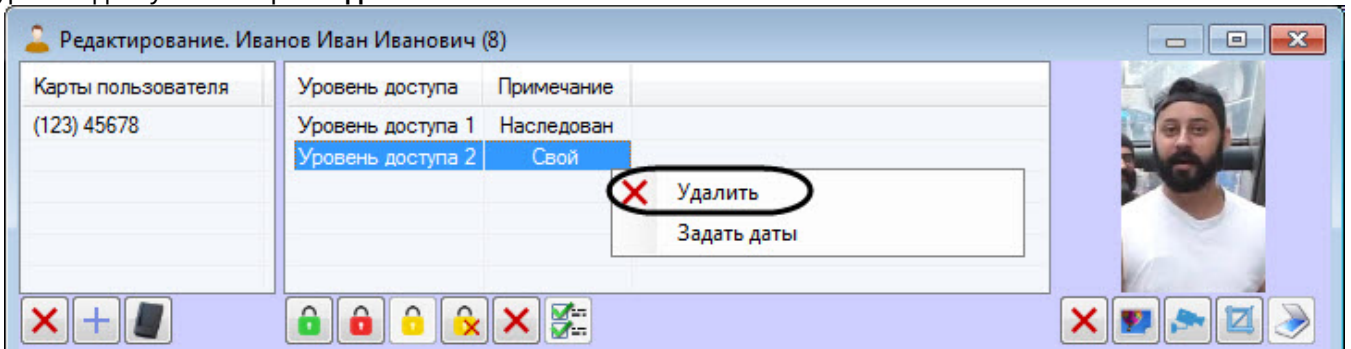 Редактирование. Иванов Иван Иванович (8)
Карты пользователя
(123) 45678
Уровень доступа Примечание
Уровень доступа 1 Наследован
Уровень доступа 2 Свой
Удалить
Задать даты